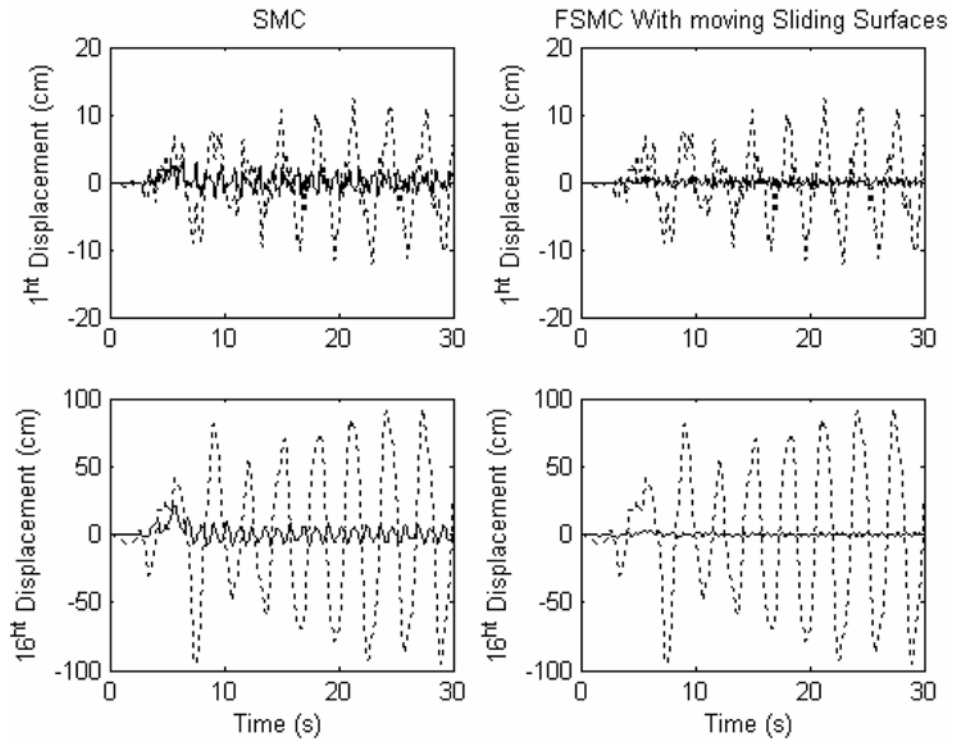 SMC
FSMC With moving Sliding Surfaces
1ht Displacement (cm)
20
10
0
-10
-20
0 10 20 30
1ht Displacement (cm)
20
10
0
-10
-20
0 10 20 30
16ht Displacement (cm)
100
50
0
-50
-100
0 10 20 30
Time (s)
16ht Displacement (cm)
100
50
0
-50
-100
0 10 20 30
Time (s)